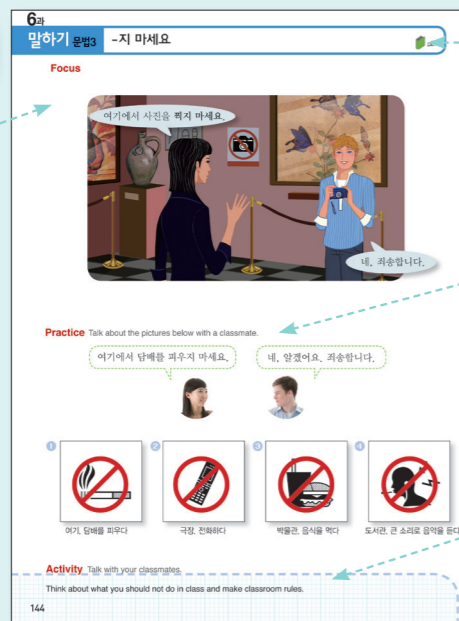 6과
말하기 문법3 -지 마세요
Focus
여기에서 사진을 찍지 마세요.
네, 죄송합니다.
Practice Talk about the pictures below with a classmate.
여기에서 담배를 피우지 마세요.
네, 알겠어요. 죄송합니다.
1 2 3 4
여기, 담배를 피우다
극장, 전화하다
박물관, 음식을 먹다
도서관, 큰 소리로 음악을 듣다
Activity Talk with your classmates.
Think about what you should not do in class and make classroom rules.
144